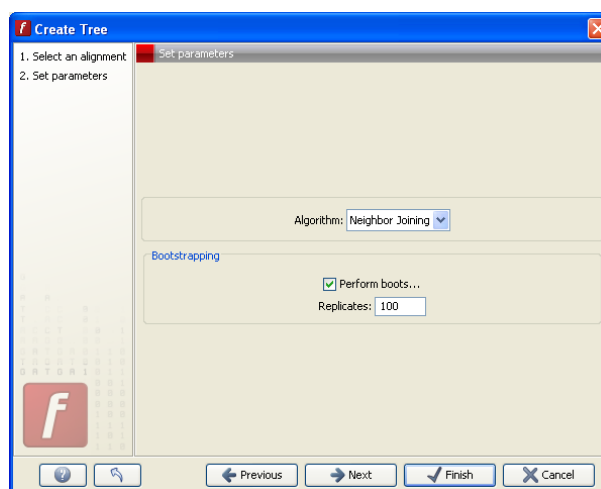 Create Tree
1. Select an alignment
2. Set parameters
Set parameters
Algorithm: Neighbor Joining
Bootstrapping
Perform boots...
Replicates: 100
Previous
Next
Finish
Cancel